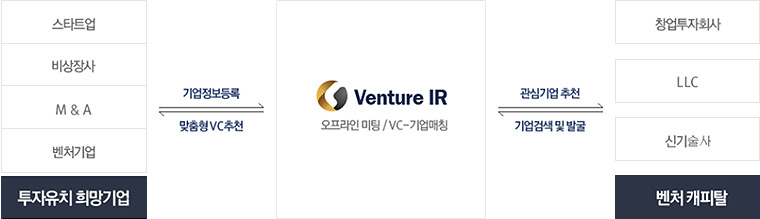 스타트업
비상장사
M & A
벤처기업
투자유치 희망기업
기업정보등록
맞춤형 VC추천
Venture IR
오프라인 미팅 / VC-기업매칭
관심기업 추천
기업검색 및 발굴
창업투자회사
LLC
신기술사
벤처 캐피탈